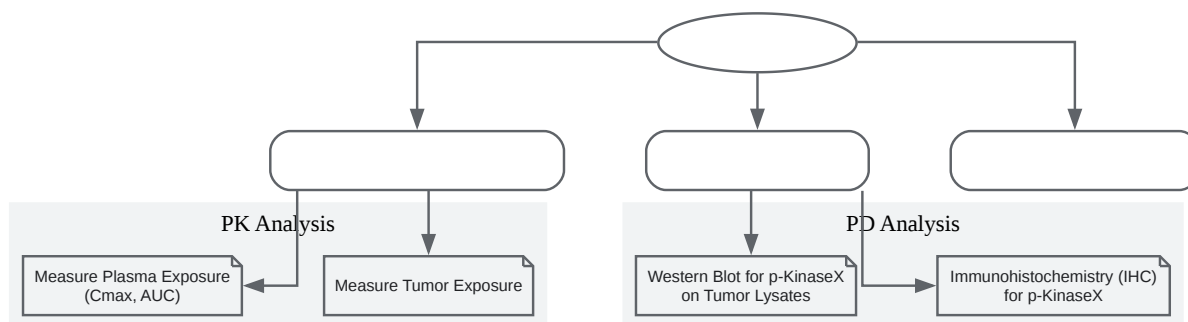 PK Analysis
PD Analysis
Measure Plasma Exposure
(Cmax, AUC)
Measure Tumor Exposure
Western Blot for p-KinaseX
on Tumor Lysates
Immunohistochemistry (IHC)
for p-KinaseX